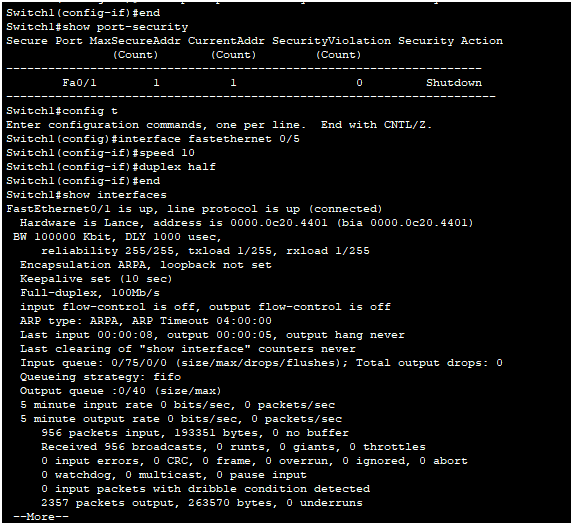 Switch1(config-if)#end
Switch1#show port-security
Secure Port MaxSecureAddr CurrentAddr SecurityViolation Security Action
(Count) (Count) (Count)
--------------------------------------------------------------------
Fa0/1 1 1 0 Shutdown
----------------------------------------------------------------------
Switch1#config t
Enter configuration commands, one per line. End with CNTL/Z.
Switch1(config)#interface fastethernet 0/5
Switch1(config-if)#speed 10
Switch1(config-if)#duplex half
Switch1(config-if)#end
Switch1#show interfaces
FastEthernet0/1 is up, line protocol is up (connected)
Hardware is Lance, address is 0000.0c20.4401 (bia 0000.0c20.4401)
BW 100000 Kbit, DLY 1000 usec,
reliability 255/255, txload 1/255, rxload 1/255
Encapsulation ARPA, loopback not set
Keepalive set (10 sec)
Full-duplex, 100Mb/s
input flow-control is off, output flow-control is off
ARP type: ARPA, ARP Timeout 04:00:00
Last input 00:00:08, output 00:00:05, output hang never
Last clearing of "show interface" counters never
Input queue: 0/75/0/0 (size/max/drops/flushes); Total output drops: 0
Queueing strategy: fifo
Output queue :0/40 (size/max)
5 minute input rate 0 bits/sec, 0 packets/sec
5 minute output rate 0 bits/sec, 0 packets/sec
956 packets input, 193351 bytes, 0 no buffer
Received 956 broadcasts, 0 runts, 0 giants, 0 throttles
0 input errors, 0 CRC, 0 frame, 0 overrun, 0 ignored, 0 abort
0 watchdog, 0 multicast, 0 pause input
0 input packets with dribble condition detected
2357 packets output, 263570 bytes, 0 underruns
--More--